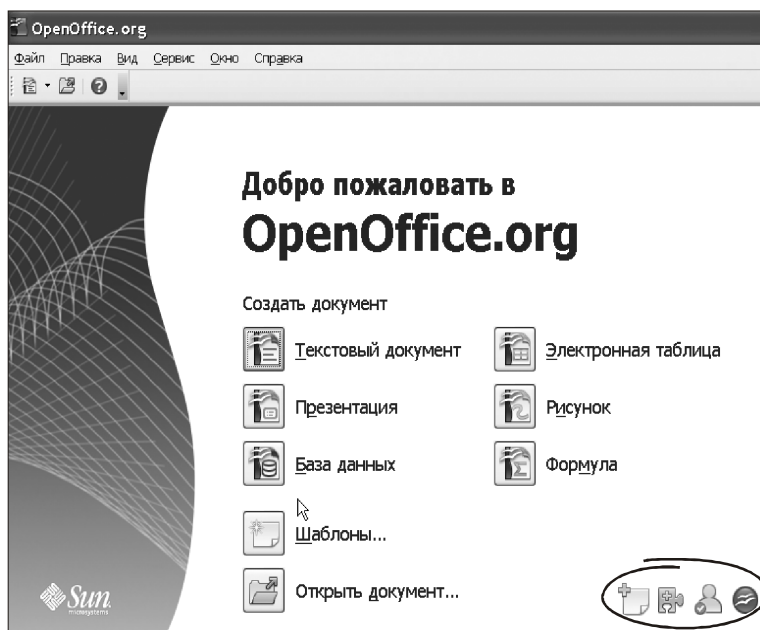 OpenOffice.org
Файл Правка Вид Сервис Окно Справка
Добро пожаловать в
OpenOffice.org
Создать документ
Текстовый документ Электронная таблица
Презентация Рисунок
База данных Формула
Шаблоны...
Открыть документ...
Sun
microsystems